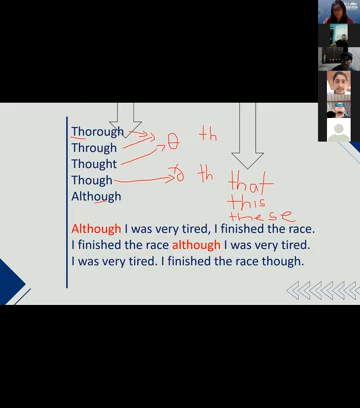 Thorough
Through
Thought
Though
Although
θ th
ð th
that
this
these
Although I was very tired, I finished the race.
I finished the race although I was very tired.
I was very tired. I finished the race though.